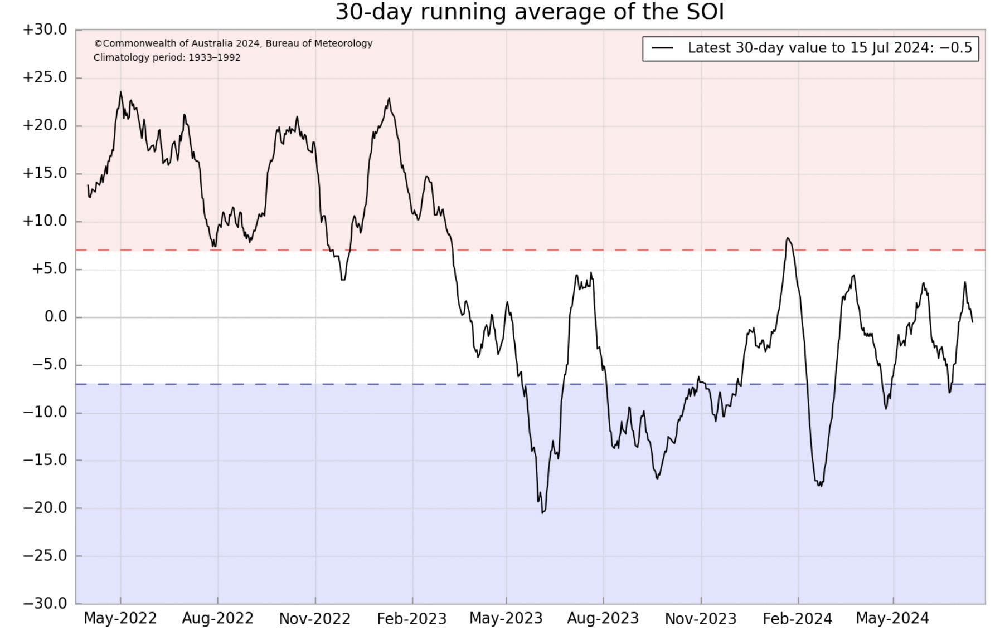 30-day running average of the SOI
+30.0
©Commonwealth of Australia 2024, Bureau of Meteorology
Climatology period: 1933–1992
Latest 30-day value to 15 Jul 2024: −0.5
+25.0
+20.0
+15.0
+10.0
+5.0
0.0
−5.0
−10.0
−15.0
−20.0
−25.0
−30.0
May-2022 Aug-2022 Nov-2022 Feb-2023 May-2023 Aug-2023 Nov-2023 Feb-2024 May-2024